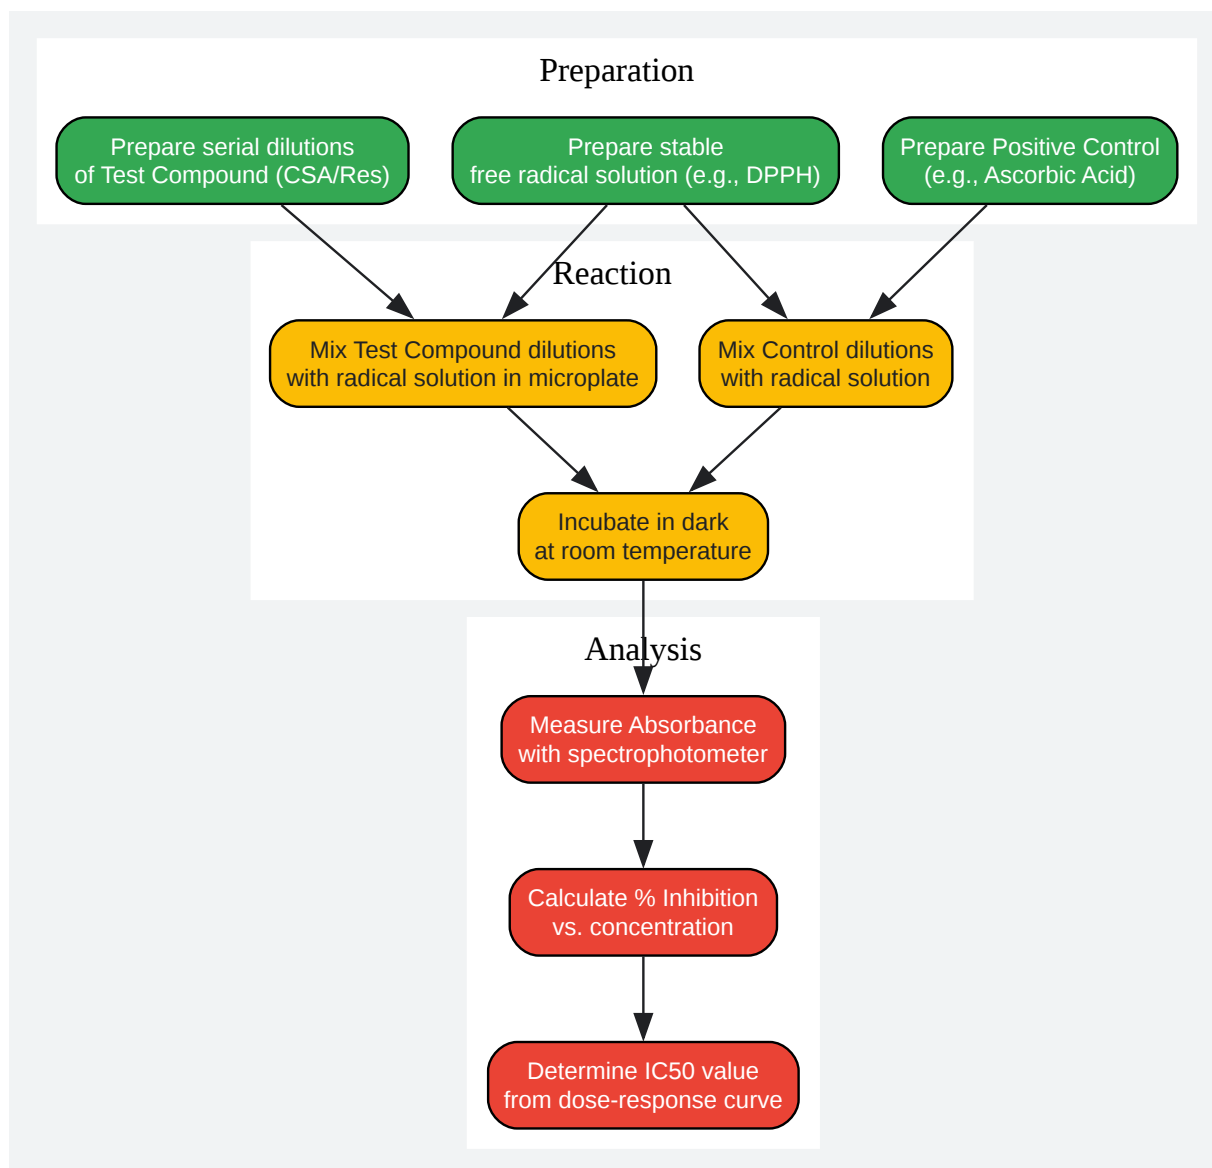 Preparation
Prepare serial dilutions
of Test Compound (CSA/Res)
Prepare stable
free radical solution (e.g., DPPH)
Prepare Positive Control
(e.g., Ascorbic Acid)
Reaction
Mix Test Compound dilutions
with radical solution in microplate
Mix Control dilutions
with radical solution
Incubate in dark
at room temperature
Analysis
Measure Absorbance
with spectrophotometer
Calculate % Inhibition
vs. concentration
Determine IC50 value
from dose-response curve